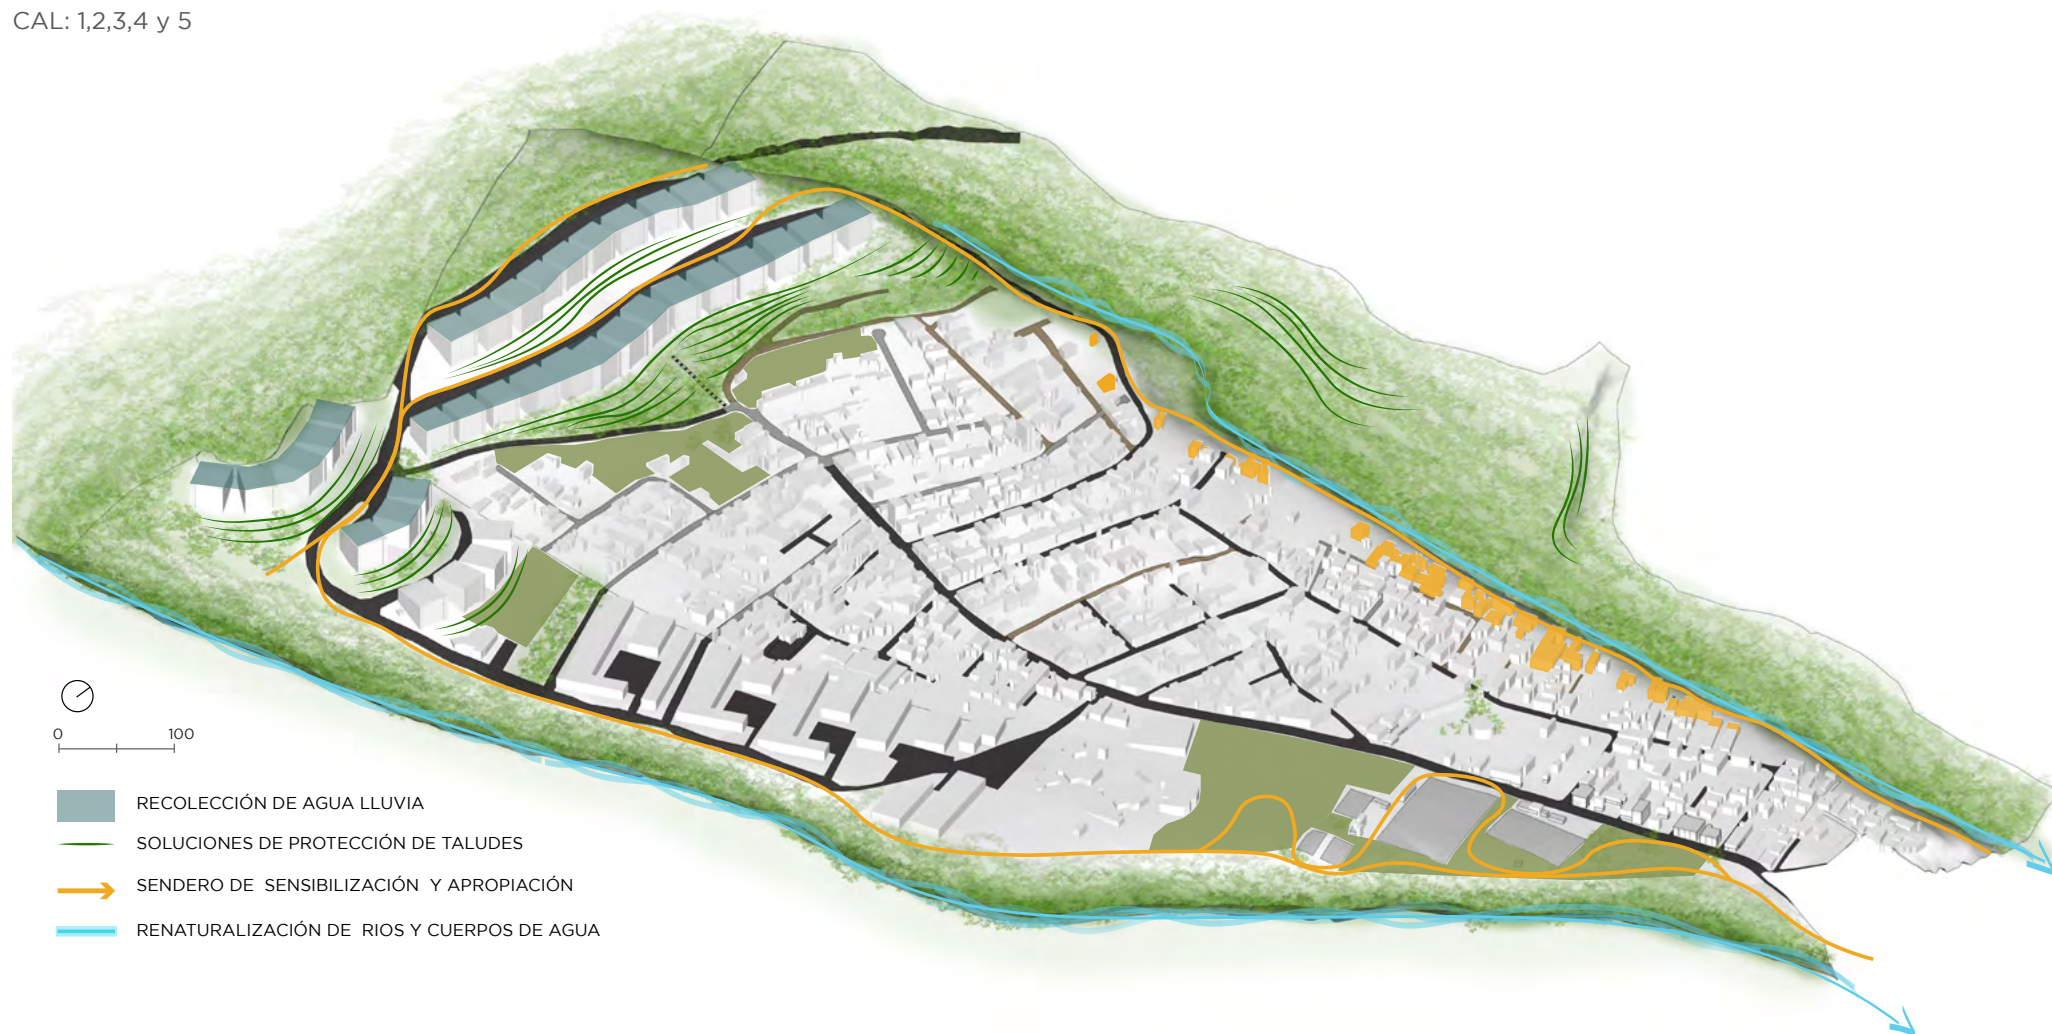 CAL: 1,2,3,4 y 5
0 100
RECOLECCIÓN DE AGUA LLUVIA
SOLUCIONES DE PROTECCIÓN DE TALUDES
SENDERO DE SENSIBILIZACIÓN Y APROPIACIÓN
RENATURALIZACIÓN DE RIOS Y CUERPOS DE AGUA